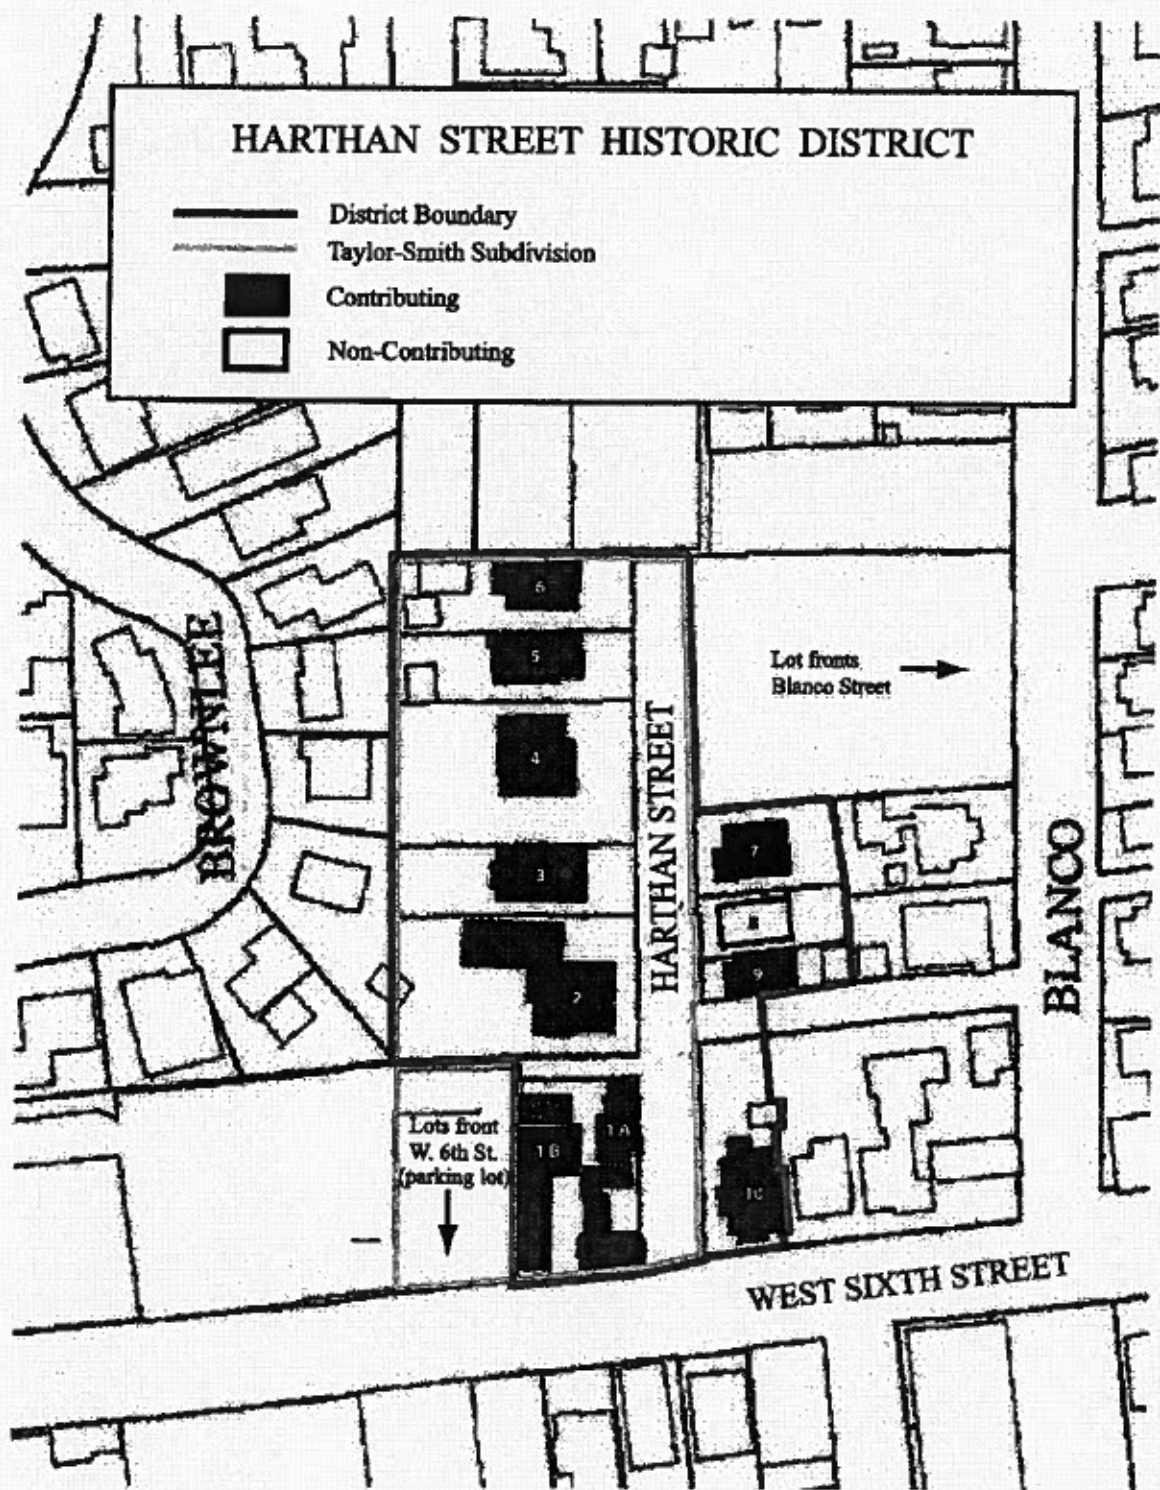 HARTHAN STREET HISTORIC DISTRICT
District Boundary
Taylor-Smith Subdivision
Contributing
Non-Contributing
6
5
Lot fronts
Blanco Street
4
BROWNLEE
HARTHAN STREET
7
3
8
BLANCO
9
2
Lots front
W. 6th St.
(parking lot)
1A
1B
10
WEST SIXTH STREET